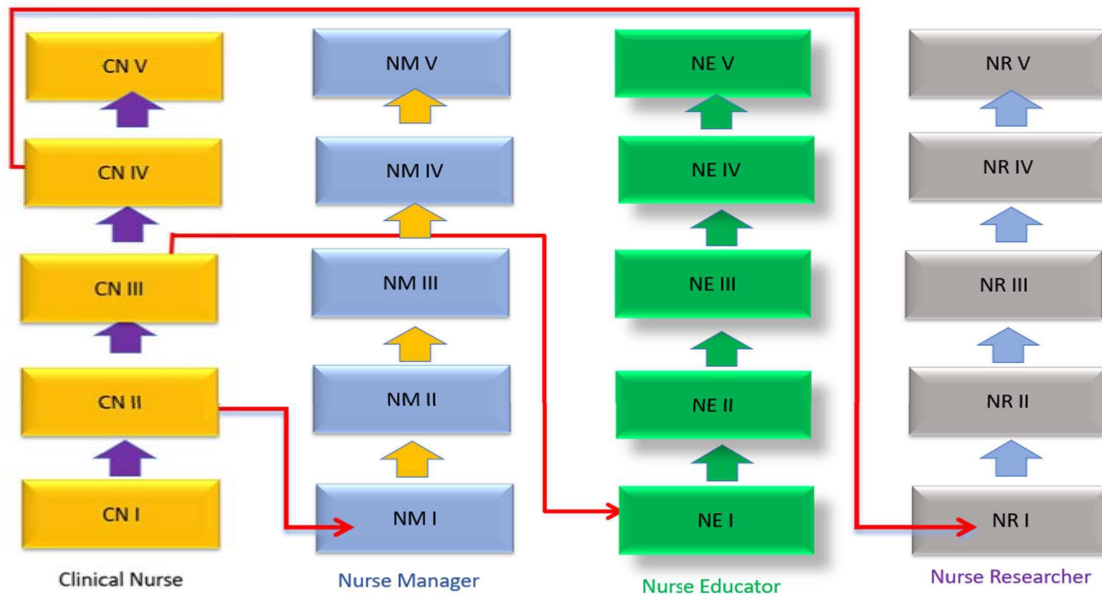 CN V
NM V
NE V
NR V
CN IV
NM IV
NE IV
NR IV
CN III
NM III
NE III
NR III
CN II
NM II
NE II
NR II
CN I
NM I
NE I
NR I
Clinical Nurse
Nurse Manager
Nurse Educator
Nurse Researcher